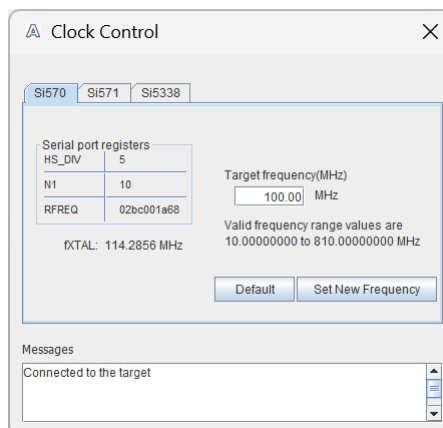 Clock Control
Si570 Si571 Si5338
Serial port registers
HS_DIV 5
N1 10
RFREQ 02bc001a68
fXTAL: 114.2856 MHz
Target frequency(MHz)
100.00 MHz
Valid frequency range values are
10.00000000 to 810.00000000 MHz
Default Set New Frequency
Messages
Connected to the target